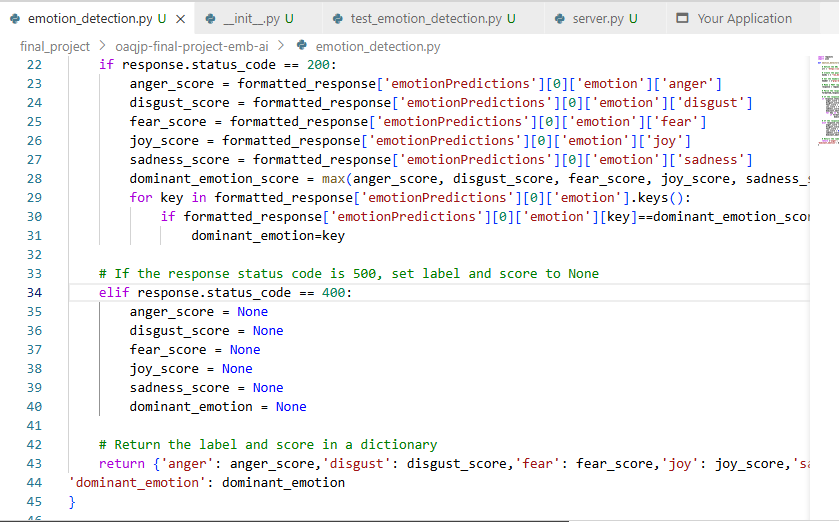 emotion_detection.py U × __init__.py U test_emotion_detection.py U server.py U Your Application
final_project > oaqjp-final-project-emb-ai > emotion_detection.py
22 if response.status_code == 200:
23 anger_score = formatted_response['emotionPredictions'][0]['emotion']['anger']
24 disgust_score = formatted_response['emotionPredictions'][0]['emotion']['disgust']
25 fear_score = formatted_response['emotionPredictions'][0]['emotion']['fear']
26 joy_score = formatted_response['emotionPredictions'][0]['emotion']['joy']
27 sadness_score = formatted_response['emotionPredictions'][0]['emotion']['sadness']
28 dominant_emotion_score = max(anger_score, disgust_score, fear_score, joy_score, sadness_s
29 for key in formatted_response['emotionPredictions'][0]['emotion'].keys():
30 if formatted_response['emotionPredictions'][0]['emotion'][key]==dominant_emotion_scor
31 dominant_emotion=key
32
33 # If the response status code is 500, set label and score to None
34 elif response.status_code == 400:
35 anger_score = None
36 disgust_score = None
37 fear_score = None
38 joy_score = None
39 sadness_score = None
40 dominant_emotion = None
41
42 # Return the label and score in a dictionary
43 return {'anger': anger_score,'disgust': disgust_score,'fear': fear_score,'joy': joy_score,'sa
44 'dominant_emotion': dominant_emotion
45 }